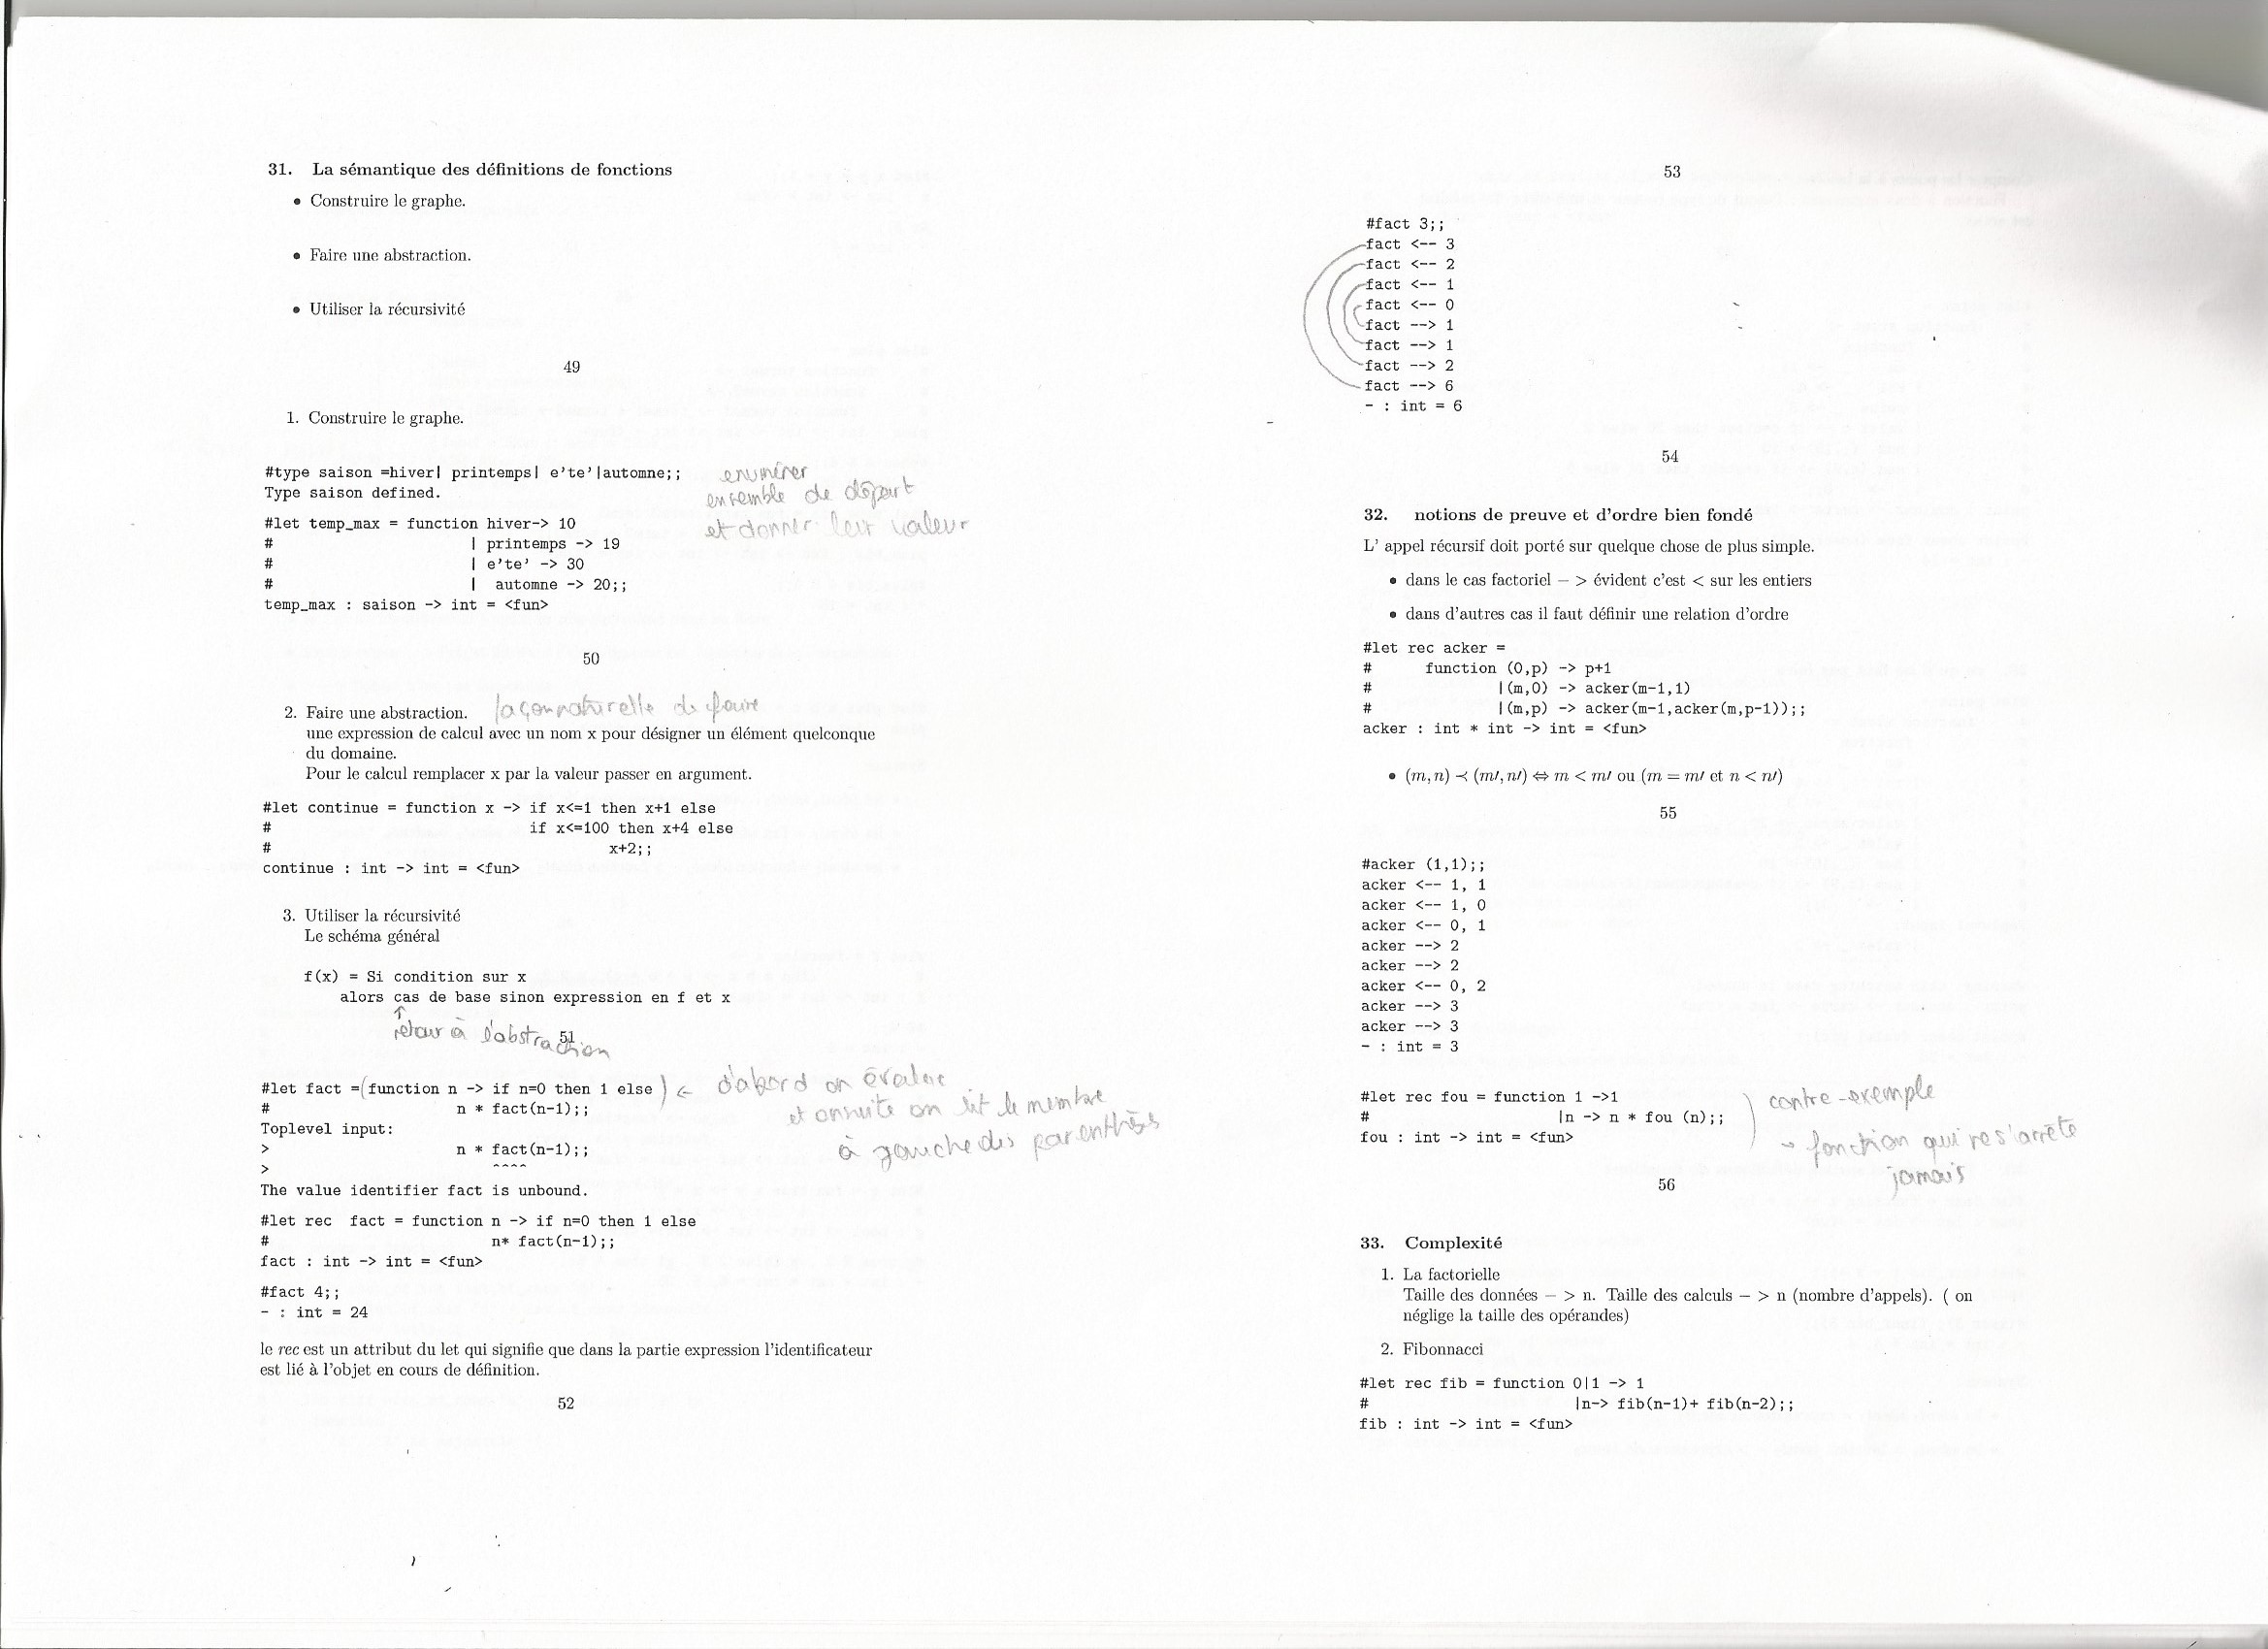 31. La sémantique des définitions de fonctions
• Construire le graphe.
• Faire une abstraction.
• Utiliser la récursivité
49
1. Construire le graphe.
#type saison =hiver| printemps| e'te'|automne;;
Type saison defined.
enumérer
ensemble de départ
et donner leur valeur
#let temp_max = function hiver-> 10
# | printemps -> 19
# | e'te' -> 30
# | automne -> 20;;
temp_max : saison -> int = <fun>
50
2. Faire une abstraction. façon naturelle de faire
une expression de calcul avec un nom x pour désigner un élément quelconque
du domaine.
Pour le calcul remplacer x par la valeur passer en argument.
#let continue = function x -> if x<=1 then x+1 else
# if x<=100 then x+4 else
# x+2;;
continue : int -> int = <fun>
3. Utiliser la récursivité
Le schéma général
f(x) = Si condition sur x
alors cas de base sinon expression en f et x
↑
retour à l'abstraction
51
#let fact =(function n -> if n=0 then 1 else) ← d'abord on évalue
et ensuite on lit le membre
à gauche des parenthèses
# n * fact(n-1);;
Toplevel input:
> n * fact(n-1);;
> ^^^^
The value identifier fact is unbound.
#let rec fact = function n -> if n=0 then 1 else
# n* fact(n-1);;
fact : int -> int = <fun>
#fact 4;;
- : int = 24
le rec est un attribut du let qui signifie que dans la partie expression l'identificateur
est lié à l'objet en cours de définition.
52
53
#fact 3;;
fact <-- 3
fact <-- 2
fact <-- 1
fact <-- 0
fact --> 1
fact --> 1
fact --> 2
fact --> 6
- : int = 6
54
32. notions de preuve et d'ordre bien fondé
L' appel récursif doit porté sur quelque chose de plus simple.
• dans le cas factoriel − > évident c'est < sur les entiers
• dans d'autres cas il faut définir une relation d'ordre
#let rec acker =
# function (0,p) -> p+1
# |(m,0) -> acker(m-1,1)
# |(m,p) -> acker(m-1,acker(m,p-1));;
acker : int * int -> int = <fun>
• (m, n) ≺ (m′, n′) ⇔ m < m′ ou (m = m′ et n < n′)
55
#acker (1,1);;
acker <-- 1, 1
acker <-- 1, 0
acker <-- 0, 1
acker --> 2
acker --> 2
acker <-- 0, 2
acker --> 3
acker --> 3
- : int = 3
#let rec fou = function 1 ->1
# |n -> n * fou (n);;
fou : int -> int = <fun>
contre-exemple
→ fonction qui ne s'arrête
jamais
56
33. Complexité
1. La factorielle
Taille des données − > n. Taille des calculs − > n (nombre d'appels). ( on
néglige la taille des opérandes)
2. Fibonnacci
#let rec fib = function 0|1 -> 1
# |n-> fib(n-1)+ fib(n-2);;
fib : int -> int = <fun>